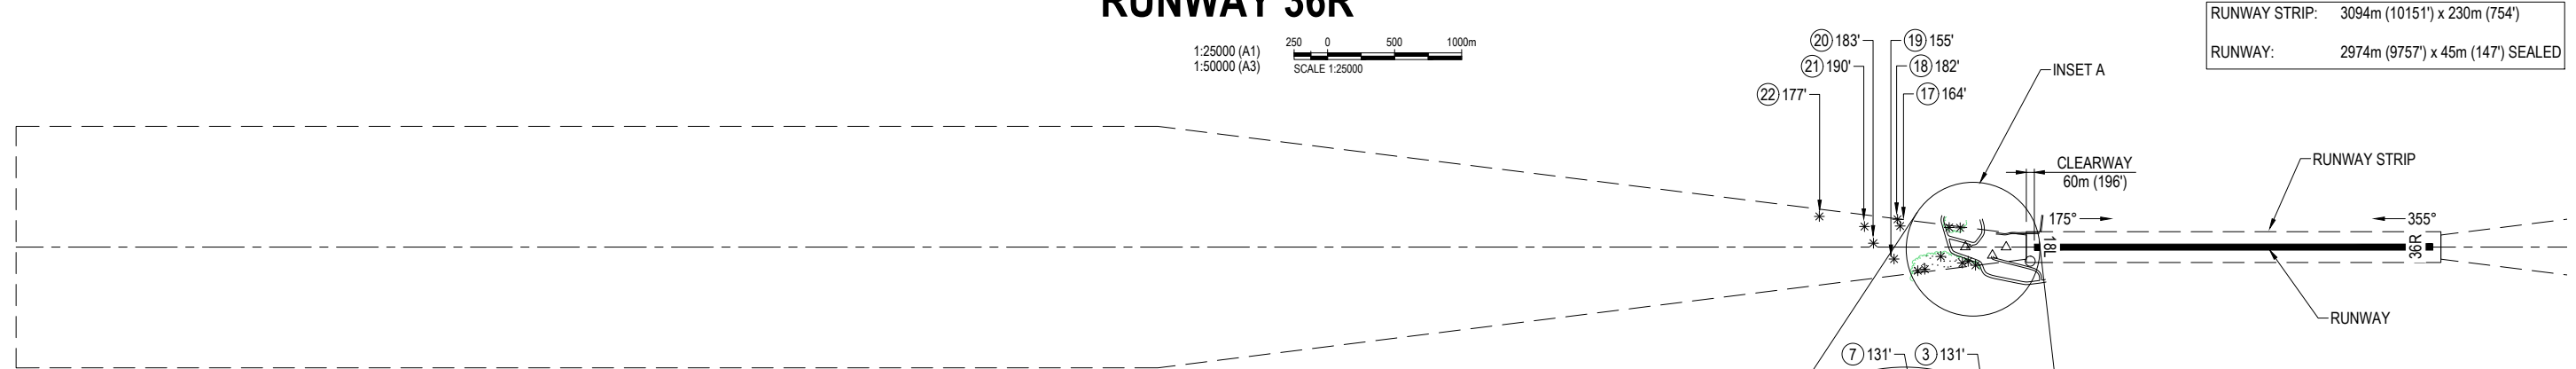 RUNWAY 36R
1:25000 (A1)
1:50000 (A3)
250 0 500 1000m
SCALE 1:25000
RUNWAY STRIP: 3094m (10151') x 230m (754')
RUNWAY: 2974m (9757') x 45m (147') SEALED
20 183'
19 155'
21 190'
18 182'
22 177'
17 164'
INSET A
CLEARWAY
60m (196')
RUNWAY STRIP
175°
355°
18L
36R
RUNWAY
7 131'
3 131'